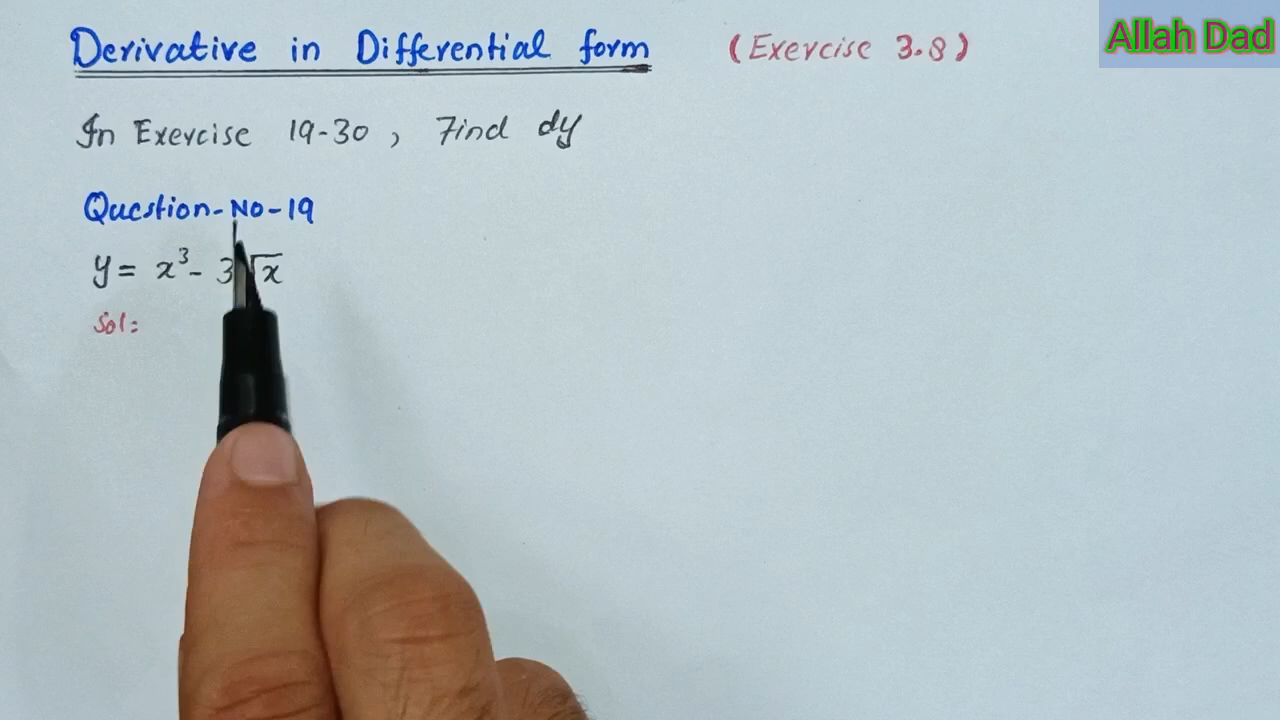 Derivative in Differential form (Exercise 3.8)
Allah Dad
In Exercise 19-30, Find dy
Question-No-19
y = x³ - 3√x
Sol: